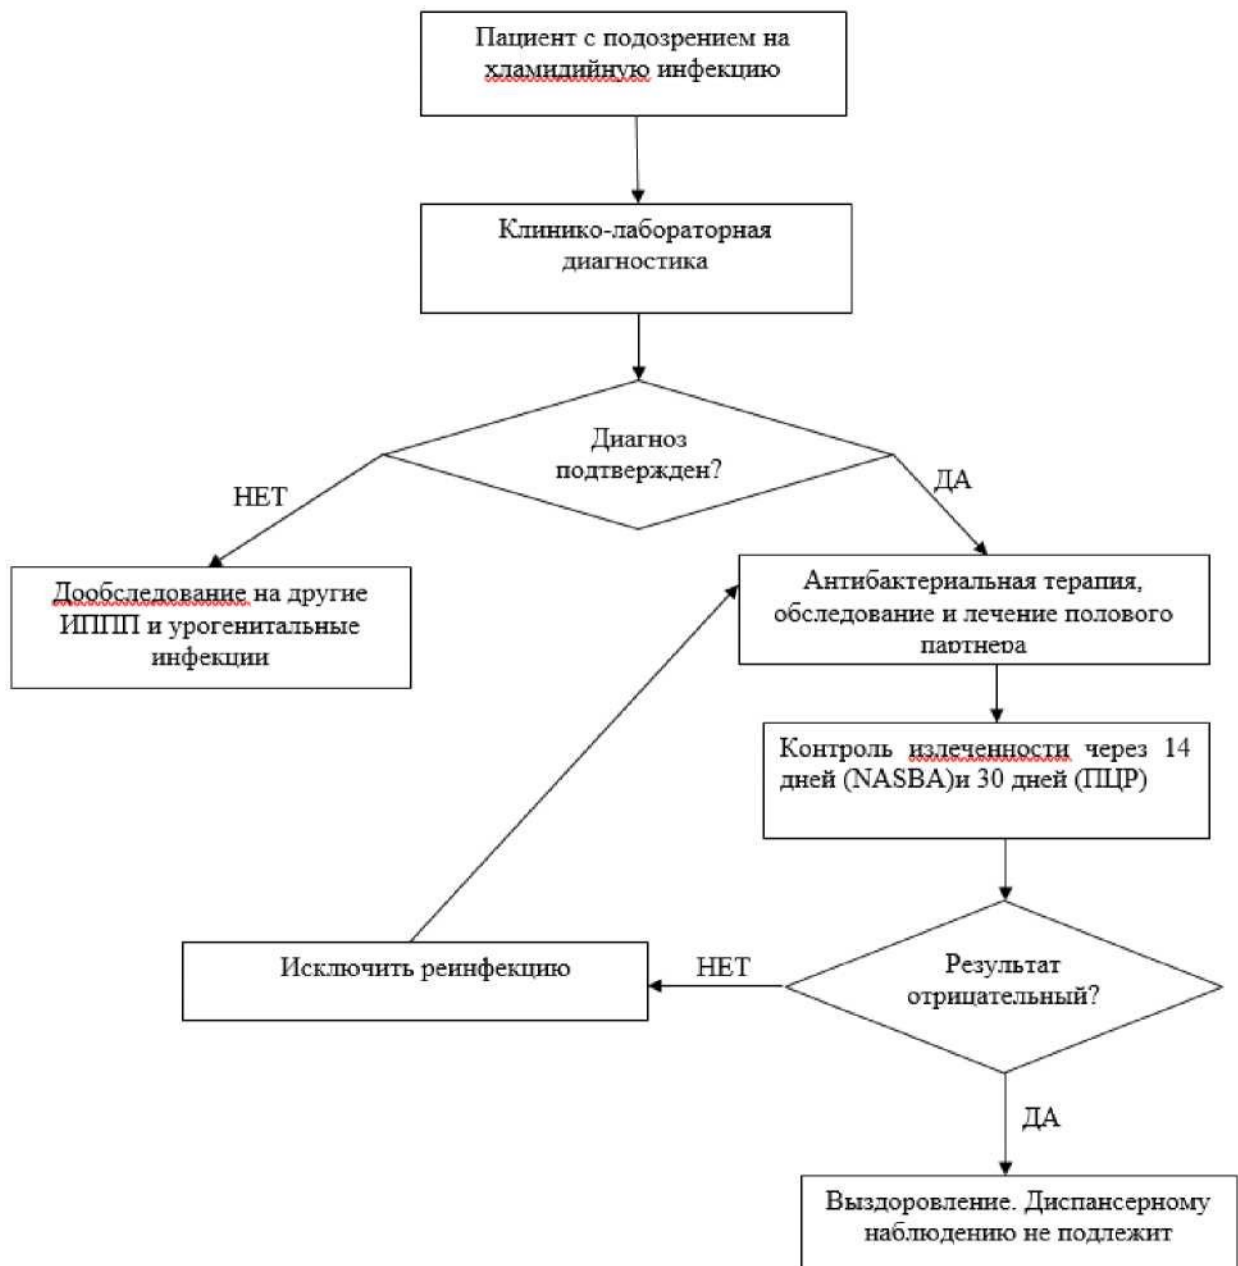 Пациент с подозрением на
хламидийную инфекцию
Клинико-лабораторная
диагностика
Диагноз
подтвержден?
НЕТ
ДА
Дообследование на другие
ИППП и урогенитальные
инфекции
Антибактериальная терапия,
обследование и лечение полового
партнера
Контроль излеченности через 14
дней (NASBA)и 30 дней (ПЦР)
Исключить реинфекцию
НЕТ
Результат
отрицательный?
ДА
Выздоровление. Диспансерному
наблюдению не подлежит